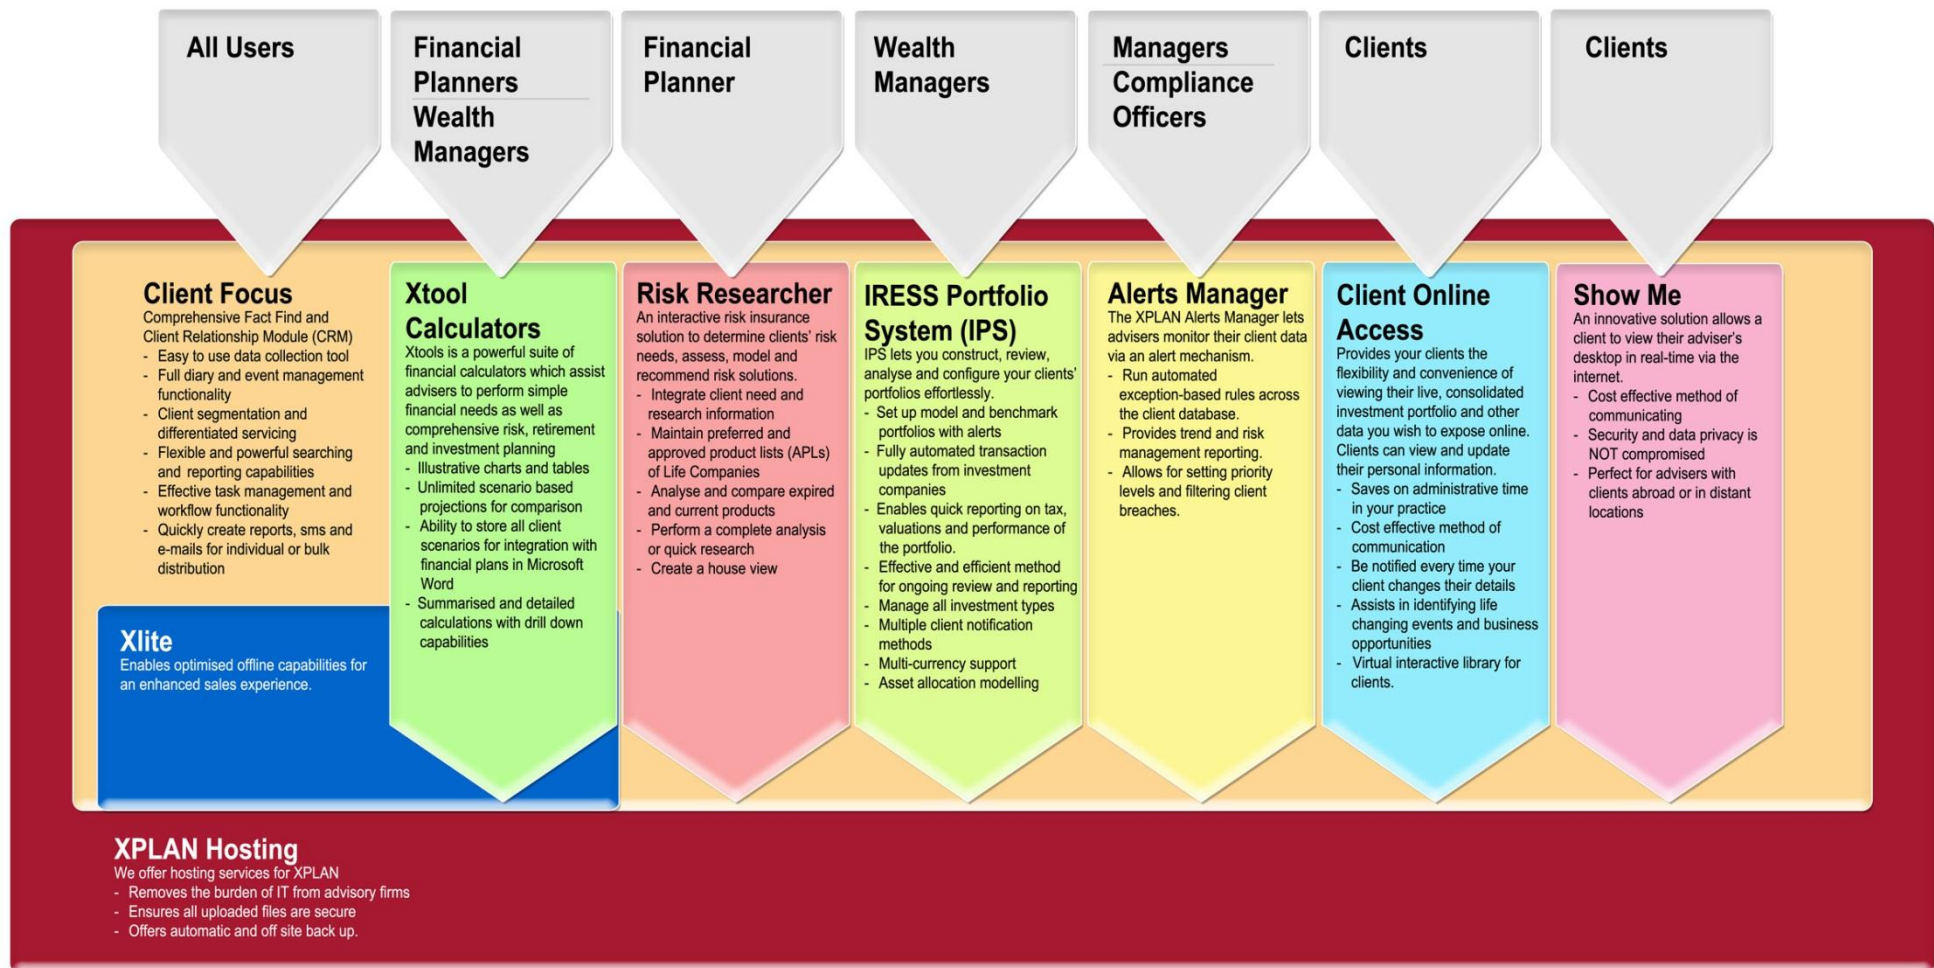 All Users
Financial
Planners
Wealth
Managers
Financial
Planner
Wealth
Managers
Managers
Compliance
Officers
Clients
Clients
Client Focus
Comprehensive Fact Find and
Client Relationship Module (CRM)
- Easy to use data collection tool
- Full diary and event management
functionality
- Client segmentation and
differentiated servicing
- Flexible and powerful searching
and reporting capabilities
- Effective task management and
workflow functionality
- Quickly create reports, sms and
e-mails for individual or bulk
distribution
Xlite
Enables optimised offline capabilities for
an enhanced sales experience.
Xtool
Calculators
Xtools is a powerful suite of
financial calculators which assist
advisers to perform simple
financial needs as well as
comprehensive risk, retirement
and investment planning
- Illustrative charts and tables
- Unlimited scenario based
projections for comparison
- Ability to store all client
scenarios for integration with
financial plans in Microsoft
Word
- Summarised and detailed
calculations with drill down
capabilities
Risk Researcher
An interactive risk insurance
solution to determine clients' risk
needs, assess, model and
recommend risk solutions.
- Integrate client need and
research information
- Maintain preferred and
approved product lists (APLs)
of Life Companies
- Analyse and compare expired
and current products
- Perform a complete analysis
or quick research
- Create a house view
IRESS Portfolio
System (IPS)
IPS lets you construct, review,
analyse and configure your clients'
portfolios effortlessly.
- Set up model and benchmark
portfolios with alerts
- Fully automated transaction
updates from investment
companies
- Enables quick reporting on tax,
valuations and performance of
the portfolio.
- Effective and efficient method
for ongoing review and reporting
- Manage all investment types
- Multiple client notification
methods
- Multi-currency support
- Asset allocation modelling
Alerts Manager
The XPLAN Alerts Manager lets
advisers monitor their client data
via an alert mechanism.
- Run automated
exception-based rules across
the client database.
- Provides trend and risk
management reporting.
- Allows for setting priority
levels and filtering client
breaches.
Client Online
Access
Provides your clients the
flexibility and convenience of
viewing their live, consolidated
investment portfolio and other
data you wish to expose online.
Clients can view and update
their personal information.
- Saves on administrative time
in your practice
- Cost effective method of
communication
- Be notified every time your
client changes their details
- Assists in identifying life
changing events and business
opportunities
- Virtual interactive library for
clients.
Show Me
An innovative solution allows a
client to view their adviser's
desktop in real-time via the
internet.
- Cost effective method of
communicating
- Security and data privacy is
NOT compromised
- Perfect for advisers with
clients abroad or in distant
locations
XPLAN Hosting
We offer hosting services for XPLAN
- Removes the burden of IT from advisory firms
- Ensures all uploaded files are secure
- Offers automatic and off site back up.